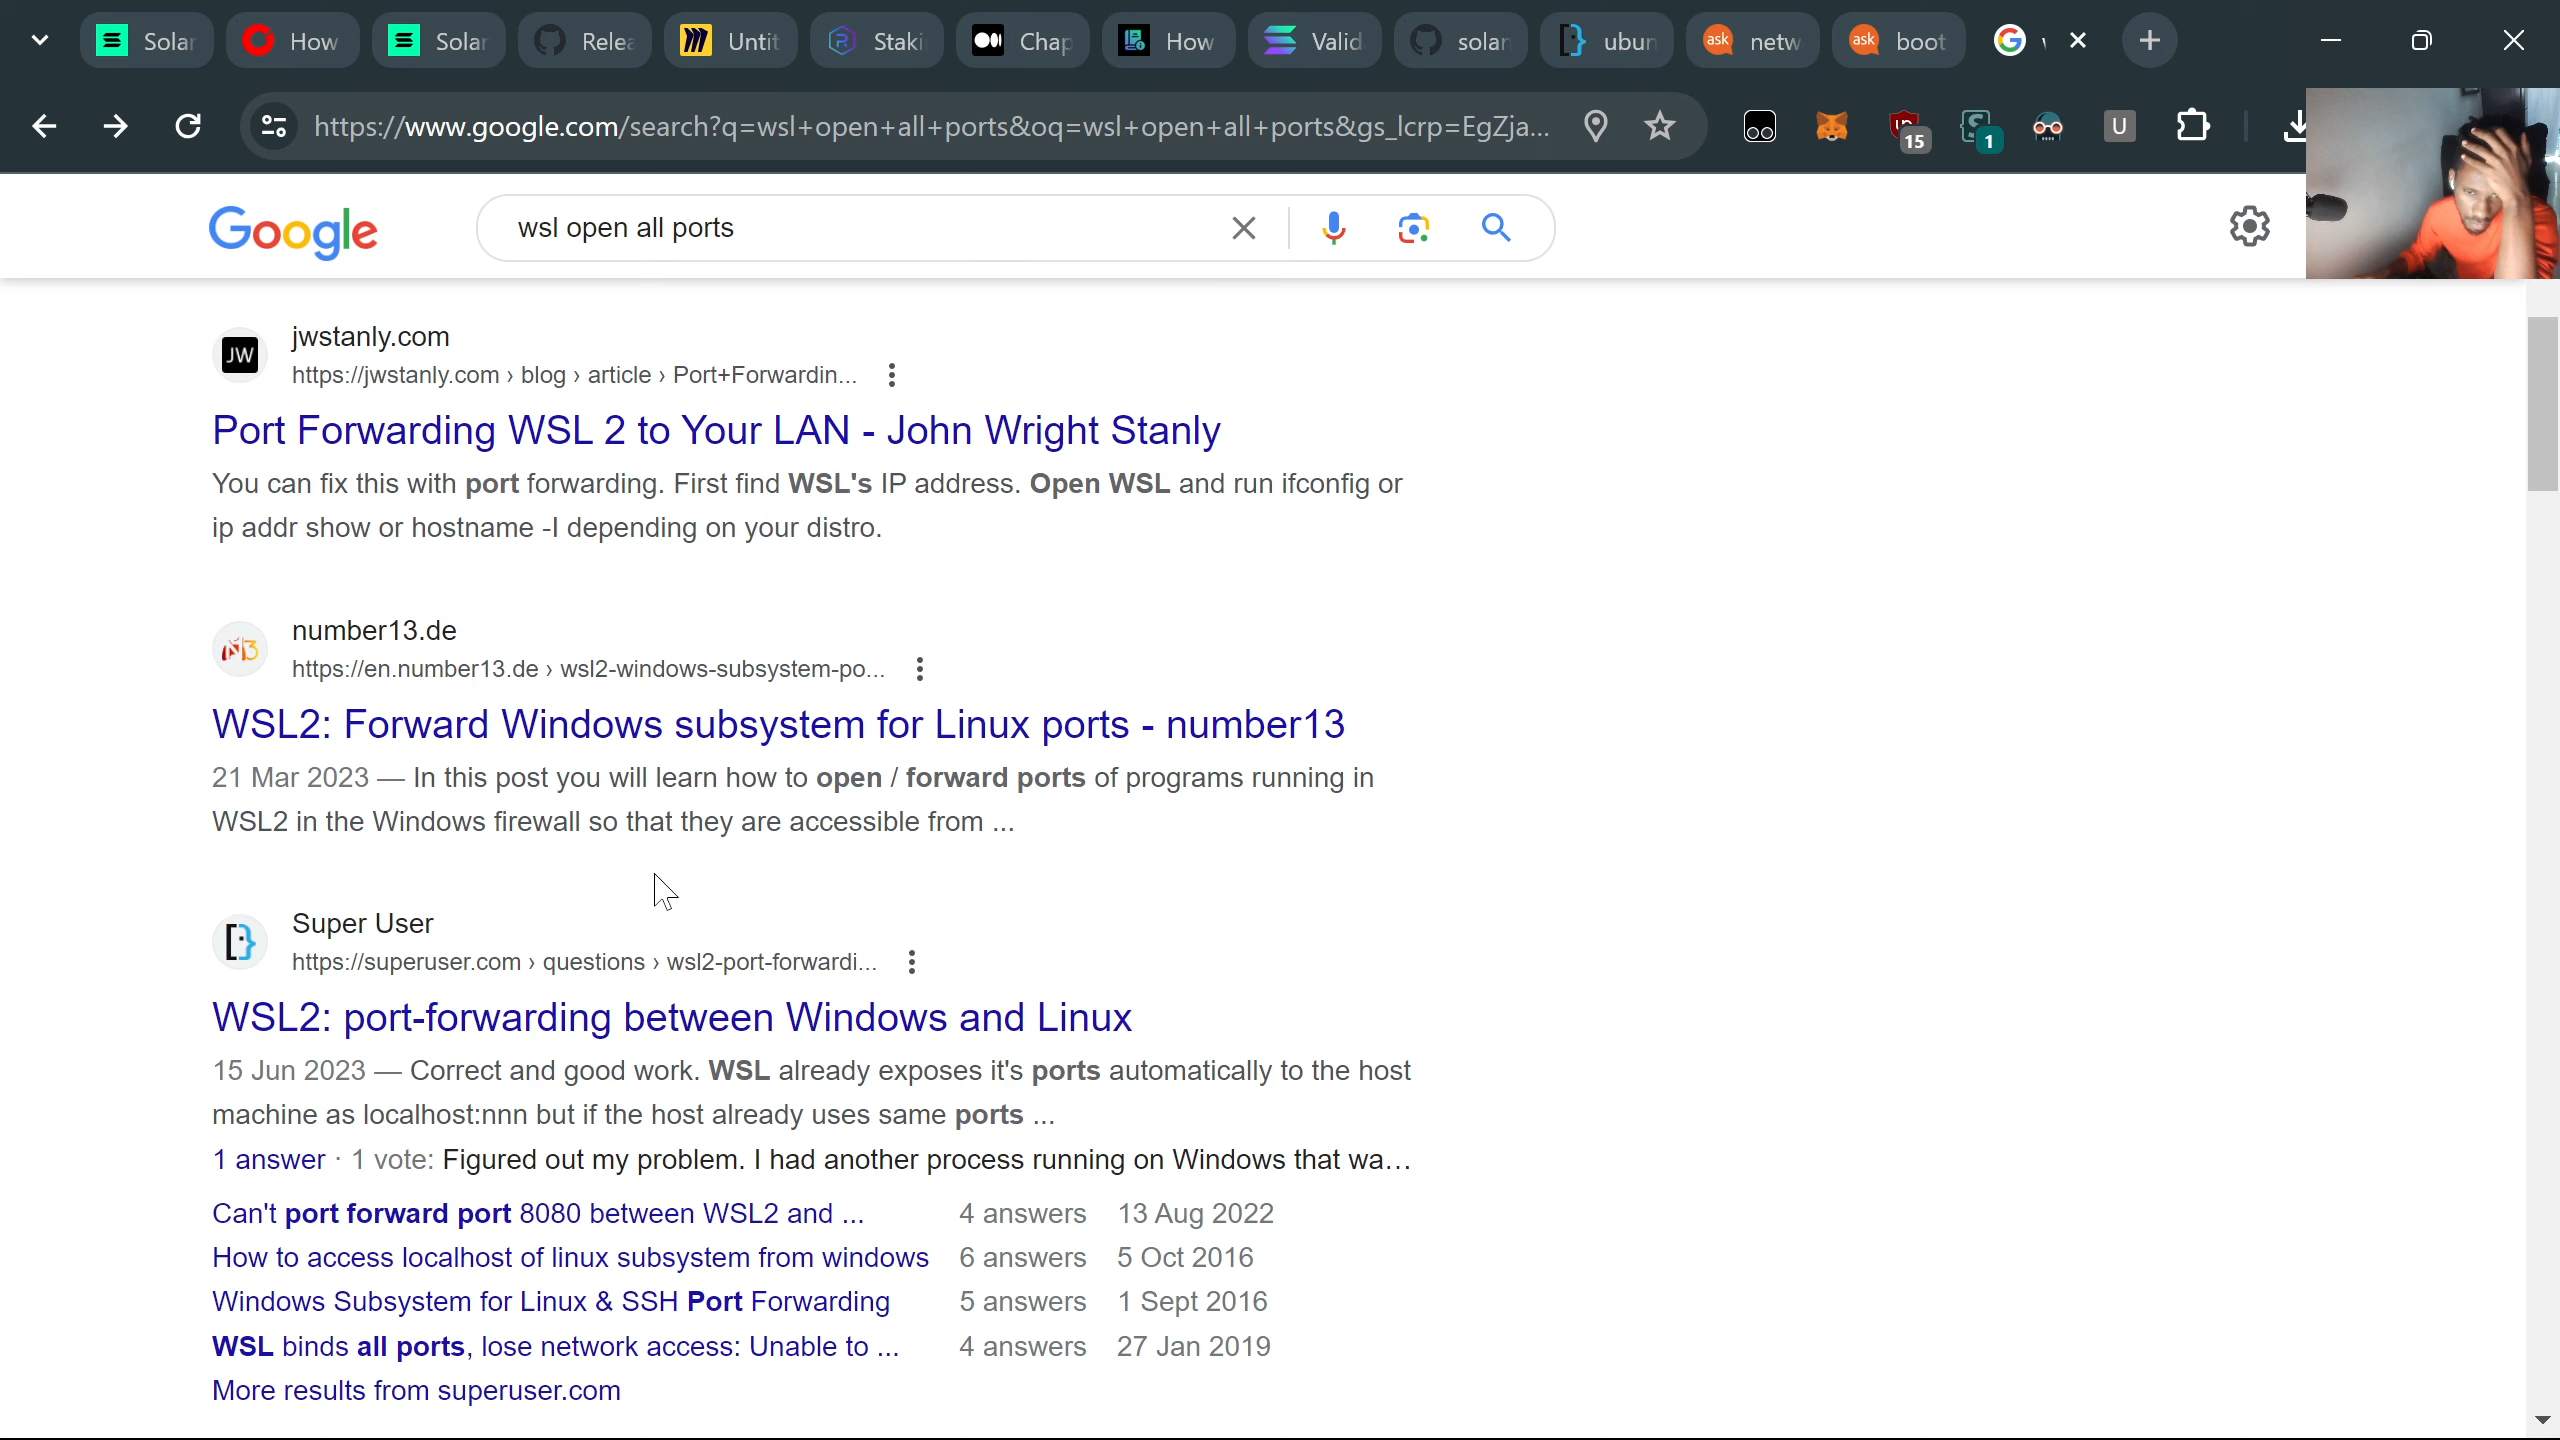 Solar
How
Solar
Relea
Untit
Staki
Chap
How
Valid
solan
ubun
ask netw
ask boot
https://www.google.com/search?q=wsl+open+all+ports&oq=wsl+open+all+ports&gs_lcrp=EgZja...
15
1
U
Google
wsl open all ports
JW
jwstanly.com
https://jwstanly.com › blog › article › Port+Forwardin...
Port Forwarding WSL 2 to Your LAN - John Wright Stanly
You can fix this with port forwarding. First find WSL's IP address. Open WSL and run ifconfig or
ip addr show or hostname -I depending on your distro.
number13.de
https://en.number13.de › wsl2-windows-subsystem-po...
WSL2: Forward Windows subsystem for Linux ports - number13
21 Mar 2023 — In this post you will learn how to open / forward ports of programs running in
WSL2 in the Windows firewall so that they are accessible from ...
Super User
https://superuser.com › questions › wsl2-port-forwardi...
WSL2: port-forwarding between Windows and Linux
15 Jun 2023 — Correct and good work. WSL already exposes it's ports automatically to the host
machine as localhost:nnn but if the host already uses same ports ...
1 answer · 1 vote: Figured out my problem. I had another process running on Windows that wa...
Can't port forward port 8080 between WSL2 and ... 4 answers 13 Aug 2022
How to access localhost of linux subsystem from windows 6 answers 5 Oct 2016
Windows Subsystem for Linux & SSH Port Forwarding 5 answers 1 Sept 2016
WSL binds all ports, lose network access: Unable to ... 4 answers 27 Jan 2019
More results from superuser.com